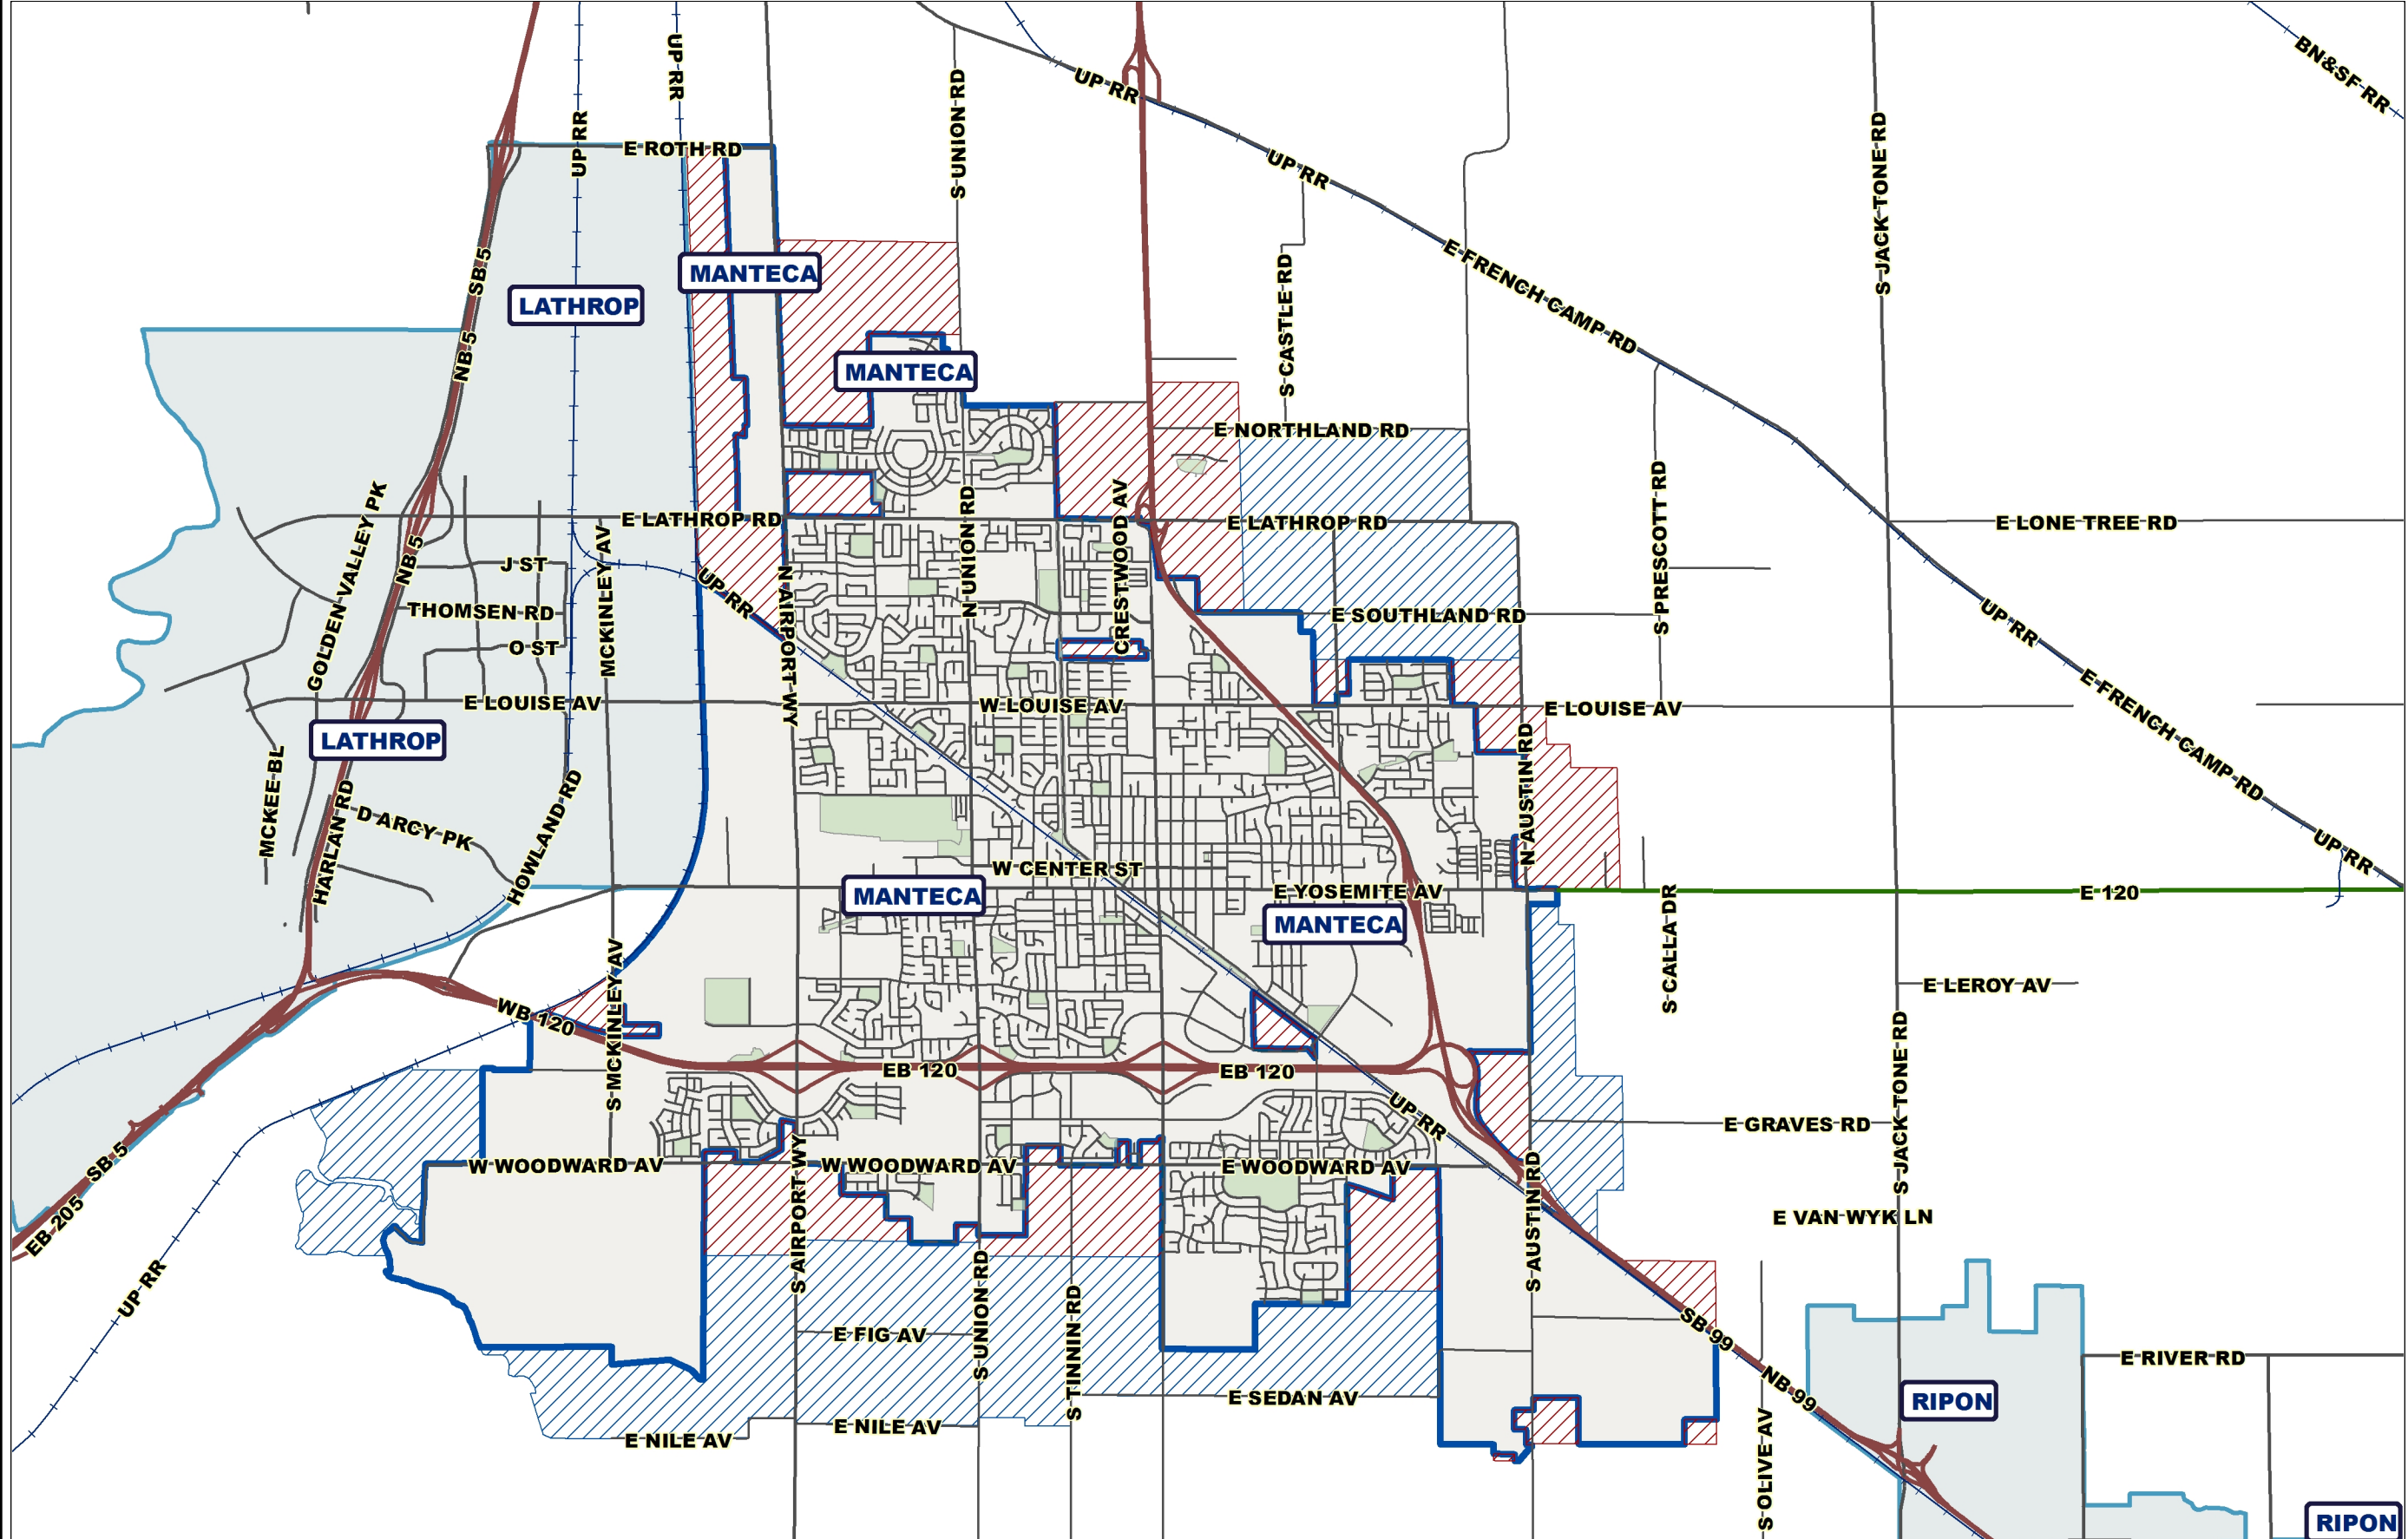 BN&SF RR
UP RR
UP RR
UP RR
S UNION RD
E ROTH RD
UP RR
S JACK TONE RD
SB 5
MANTECA
LATHROP
S CASTLE RD
E FRENCH CAMP RD
NB 5
MANTECA
E NORTHLAND RD
GOLDEN VALLEY PK
N UNION RD
CRESTWOOD AV
E LATHROP RD
E LATHROP RD
E LONE TREE RD
S PRESCOTT RD
NB 5
J ST
MCKINLEY AV
UP RR
THOMSEN RD
N AIRPORT WY
E SOUTHLAND RD
UP RR
O ST
E LOUISE AV
W LOUISE AV
E LOUISE AV
E FRENCH CAMP RD
LATHROP
MCKEE BL
N AUSTIN RD
HARLAN RD
D ARCY PK
HOWLAND RD
UP RR
W CENTER ST
MANTECA
E YOSEMITE AV
E 120
MANTECA
S CALLA DR
E LEROY AV
WB 120
S MCKINLEY AV
EB 120
EB 120
S JACK TONE RD
UP RR
E GRAVES RD
SB 5
W WOODWARD AV
W WOODWARD AV
E WOODWARD AV
EB 205
S AIRPORT WY
S AUSTIN RD
E VAN WYK LN
UP RR
S UNION RD
S TINNIN RD
E FIG AV
SB 99
E RIVER RD
NB 99
E SEDAN AV
RIPON
E NILE AV
E NILE AV
S OLIVE AV
RIPON